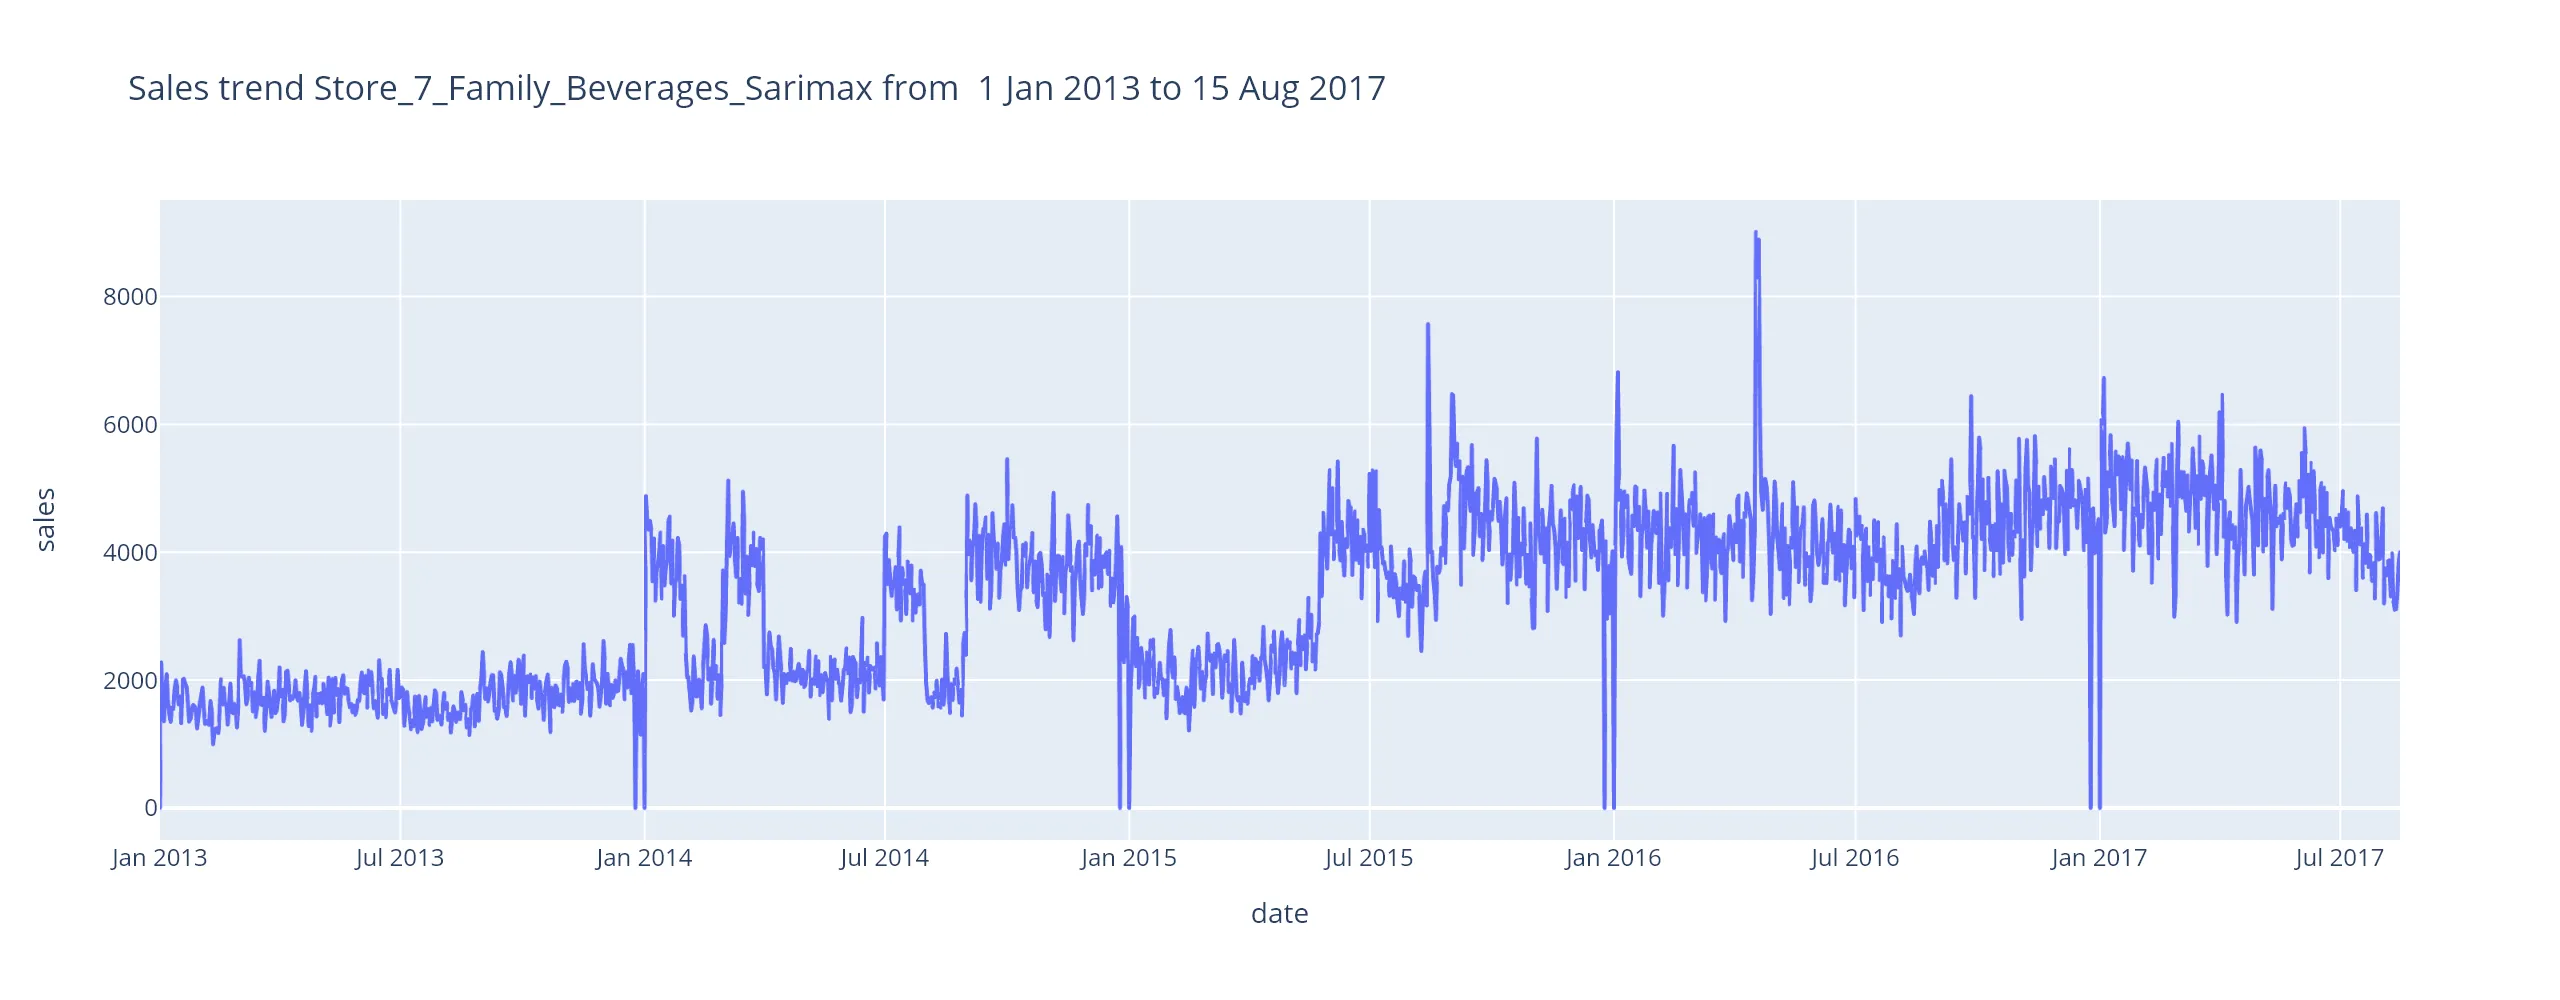 Sales trend Store_7_Family_Beverages_Sarimax from  1 Jan 2013 to 15 Aug 2017
sales
8000
6000
4000
2000
0
Jan 2013 Jul 2013 Jan 2014 Jul 2014 Jan 2015 Jul 2015 Jan 2016 Jul 2016 Jan 2017 Jul 2017
date